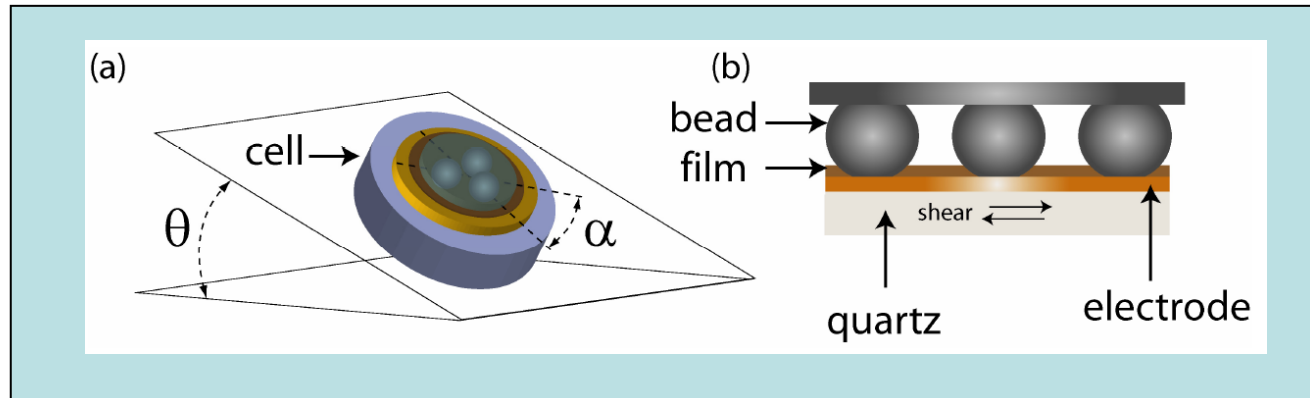 (a)
cell
θ
α
(b)
bead
film
shear
quartz
electrode